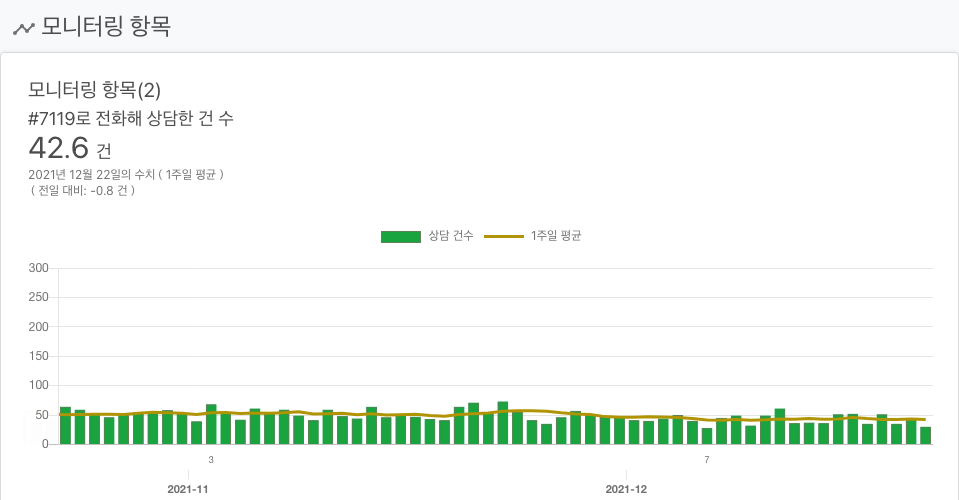 모니터링 항목
모니터링 항목(2)
#7119로 전화해 상담한 건 수
42.6 건
2021년 12월 22일의 수치 ( 1주일 평균 )
( 전일 대비: -0.8 건 )
상담 건수 1주일 평균
300
250
200
150
100
50
0
3 7
2021-11 2021-12